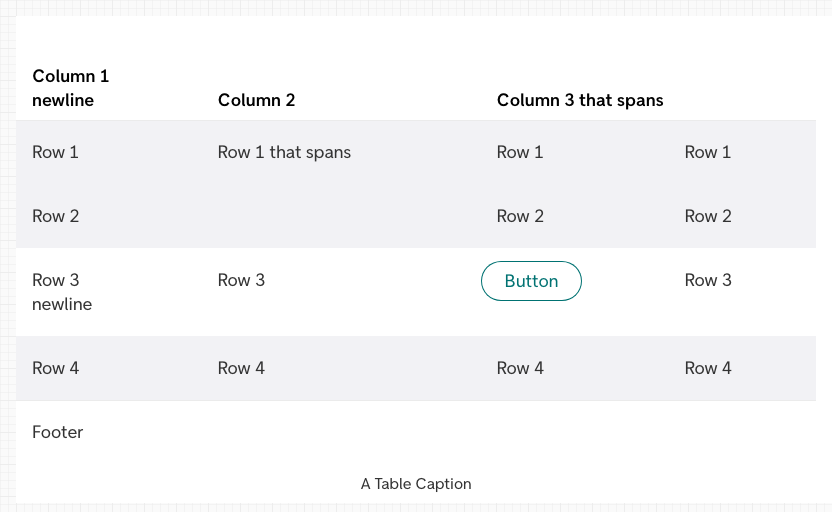 Column 1
newline
Column 2
Column 3 that spans
Row 1
Row 1 that spans
Row 1
Row 1
Row 2
Row 2
Row 2
Row 3
newline
Row 3
Button
Row 3
Row 4
Row 4
Row 4
Row 4
Footer
A Table Caption